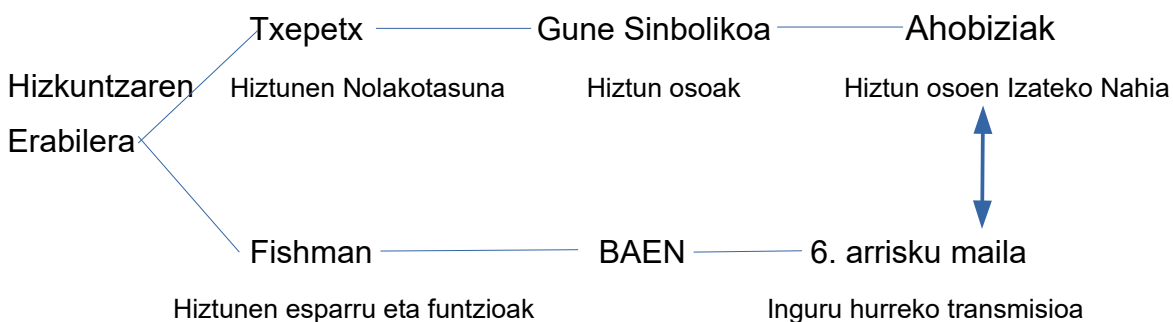 Txepetx Gune Sinbolikoa Ahobiziak
Hizkuntzaren Hiztunen Nolakotasuna Hiztun osoak Hiztun osoen Izateko Nahia
Erabilera
Fishman BAEN 6. arrisku maila
Hiztunen esparru eta funtzioak Inguru hurreko transmisioa